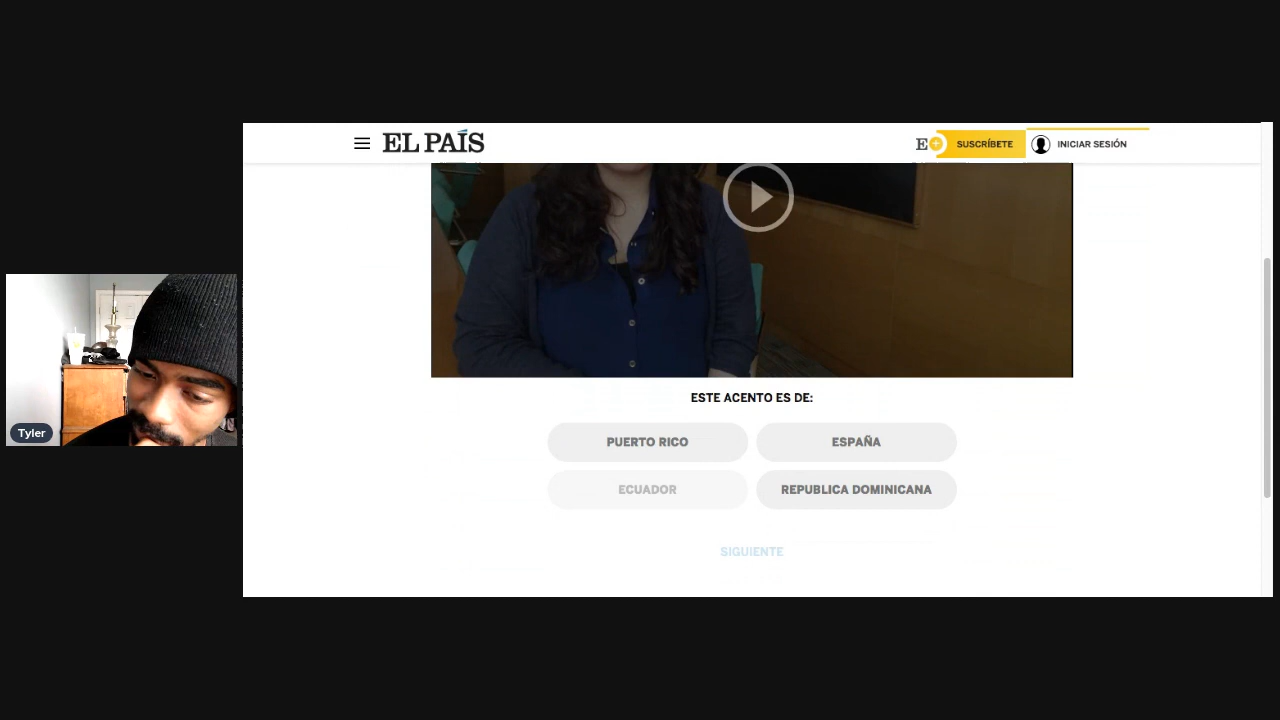 EL PAÍS
E+ SUSCRÍBETE INICIAR SESIÓN
ESTE ACENTO ES DE:
PUERTO RICO ESPAÑA
ECUADOR REPUBLICA DOMINICANA
SIGUIENTE
Tyler